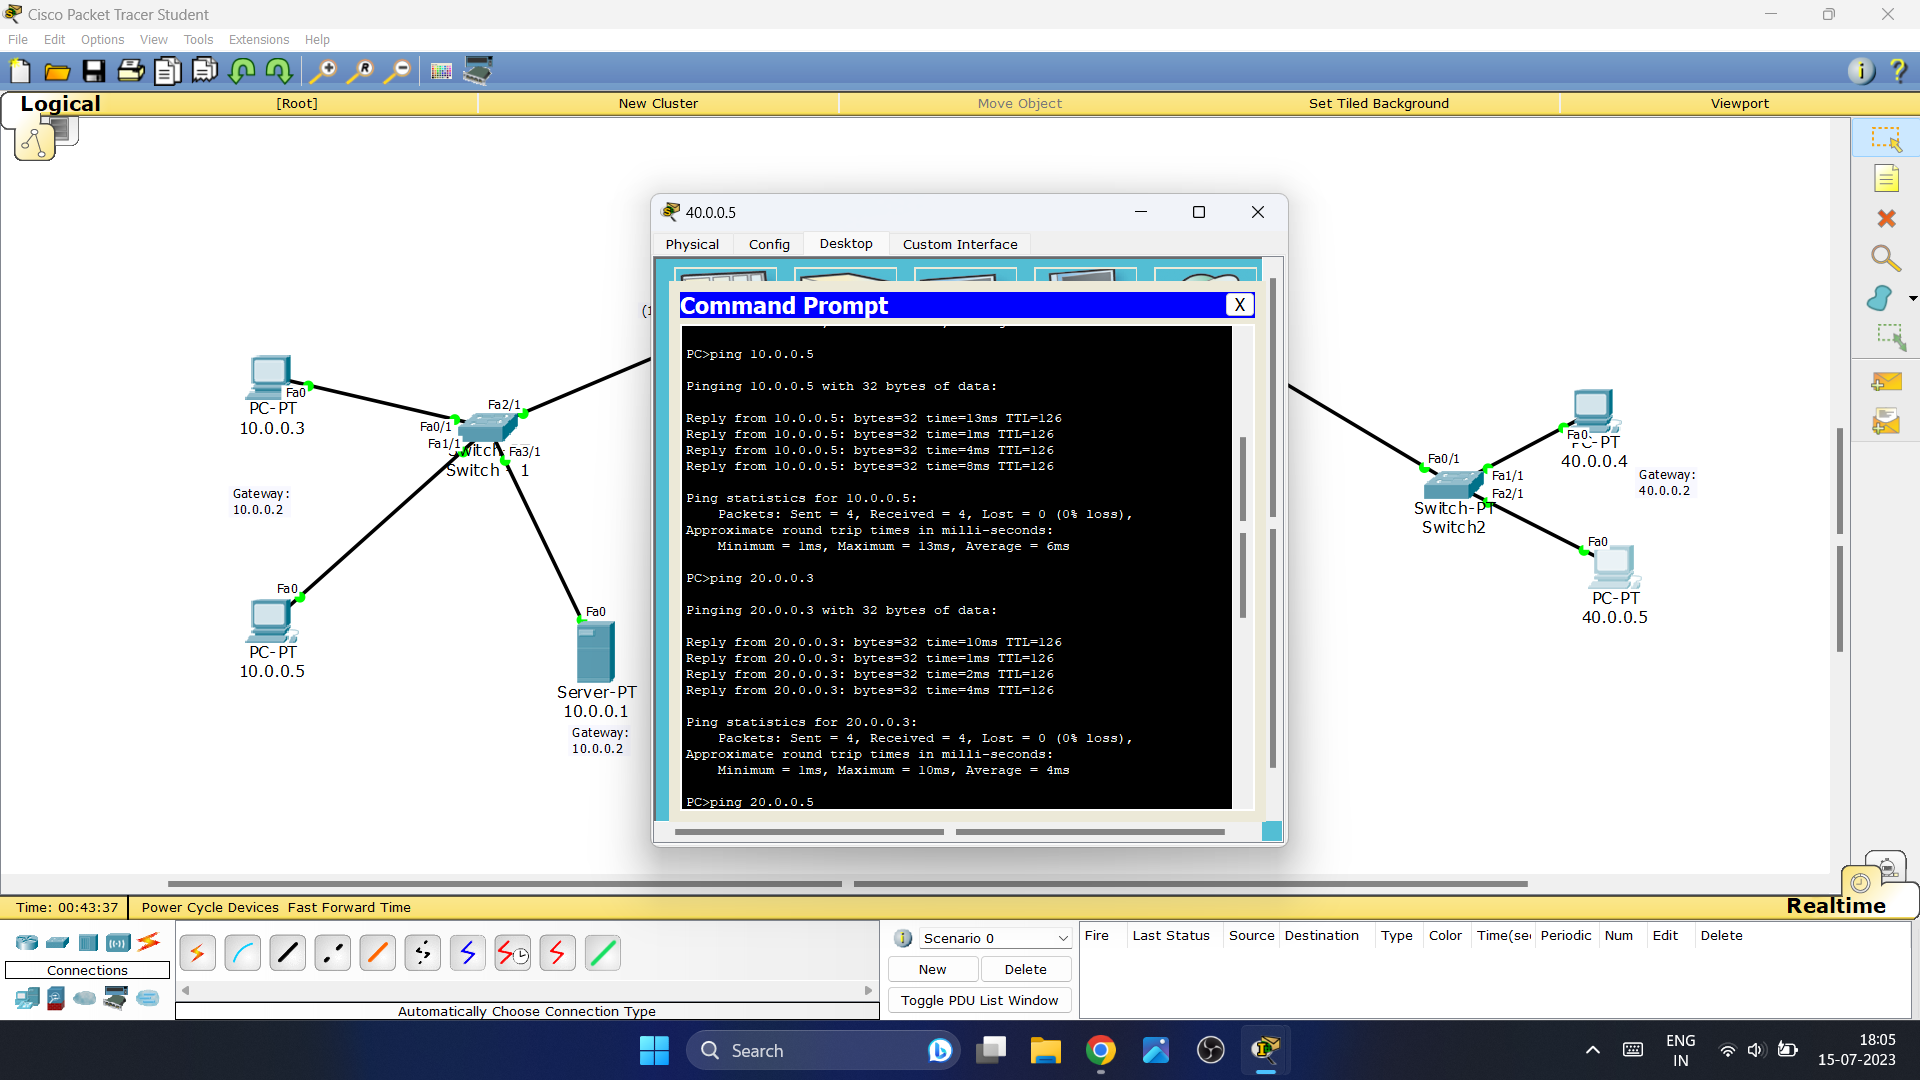 Cisco Packet Tracer Student
File Edit Options View Tools Extensions Help
Logical [Root] New Cluster Move Object Set Tiled Background Viewport
40.0.0.5
Physical Config Desktop Custom Interface
Command Prompt X
PC>ping 10.0.0.5
Pinging 10.0.0.5 with 32 bytes of data:
Reply from 10.0.0.5: bytes=32 time=13ms TTL=126
Reply from 10.0.0.5: bytes=32 time=1ms TTL=126
Reply from 10.0.0.5: bytes=32 time=4ms TTL=126
Reply from 10.0.0.5: bytes=32 time=8ms TTL=126
Ping statistics for 10.0.0.5:
Packets: Sent = 4, Received = 4, Lost = 0 (0% loss),
Approximate round trip times in milli-seconds:
Minimum = 1ms, Maximum = 13ms, Average = 6ms
PC>ping 20.0.0.3
Pinging 20.0.0.3 with 32 bytes of data:
Reply from 20.0.0.3: bytes=32 time=10ms TTL=126
Reply from 20.0.0.3: bytes=32 time=1ms TTL=126
Reply from 20.0.0.3: bytes=32 time=2ms TTL=126
Reply from 20.0.0.3: bytes=32 time=4ms TTL=126
Ping statistics for 20.0.0.3:
Packets: Sent = 4, Received = 4, Lost = 0 (0% loss),
Approximate round trip times in milli-seconds:
Minimum = 1ms, Maximum = 10ms, Average = 4ms
PC>ping 20.0.0.5
Fa0
PC-PT
10.0.0.3
Fa2/1
Fa0/1
Fa1/1
Fa3/1
Switch 1
Gateway:
10.0.0.2
Fa0
PC-PT
10.0.0.5
Fa0
Server-PT
10.0.0.1
Gateway:
10.0.0.2
Fa0/1
Fa1/1
Fa2/1
Switch-PT
Switch2
Fa0
PC-PT
40.0.0.4
Gateway:
40.0.0.2
Fa0
PC-PT
40.0.0.5
Time: 00:43:37 Power Cycle Devices Fast Forward Time Realtime
Connections
Automatically Choose Connection Type
Scenario 0
New Delete
Toggle PDU List Window
Fire Last Status Source Destination Type Color Time(sec Periodic Num Edit Delete
Search
ENG
IN
18:05
15-07-2023